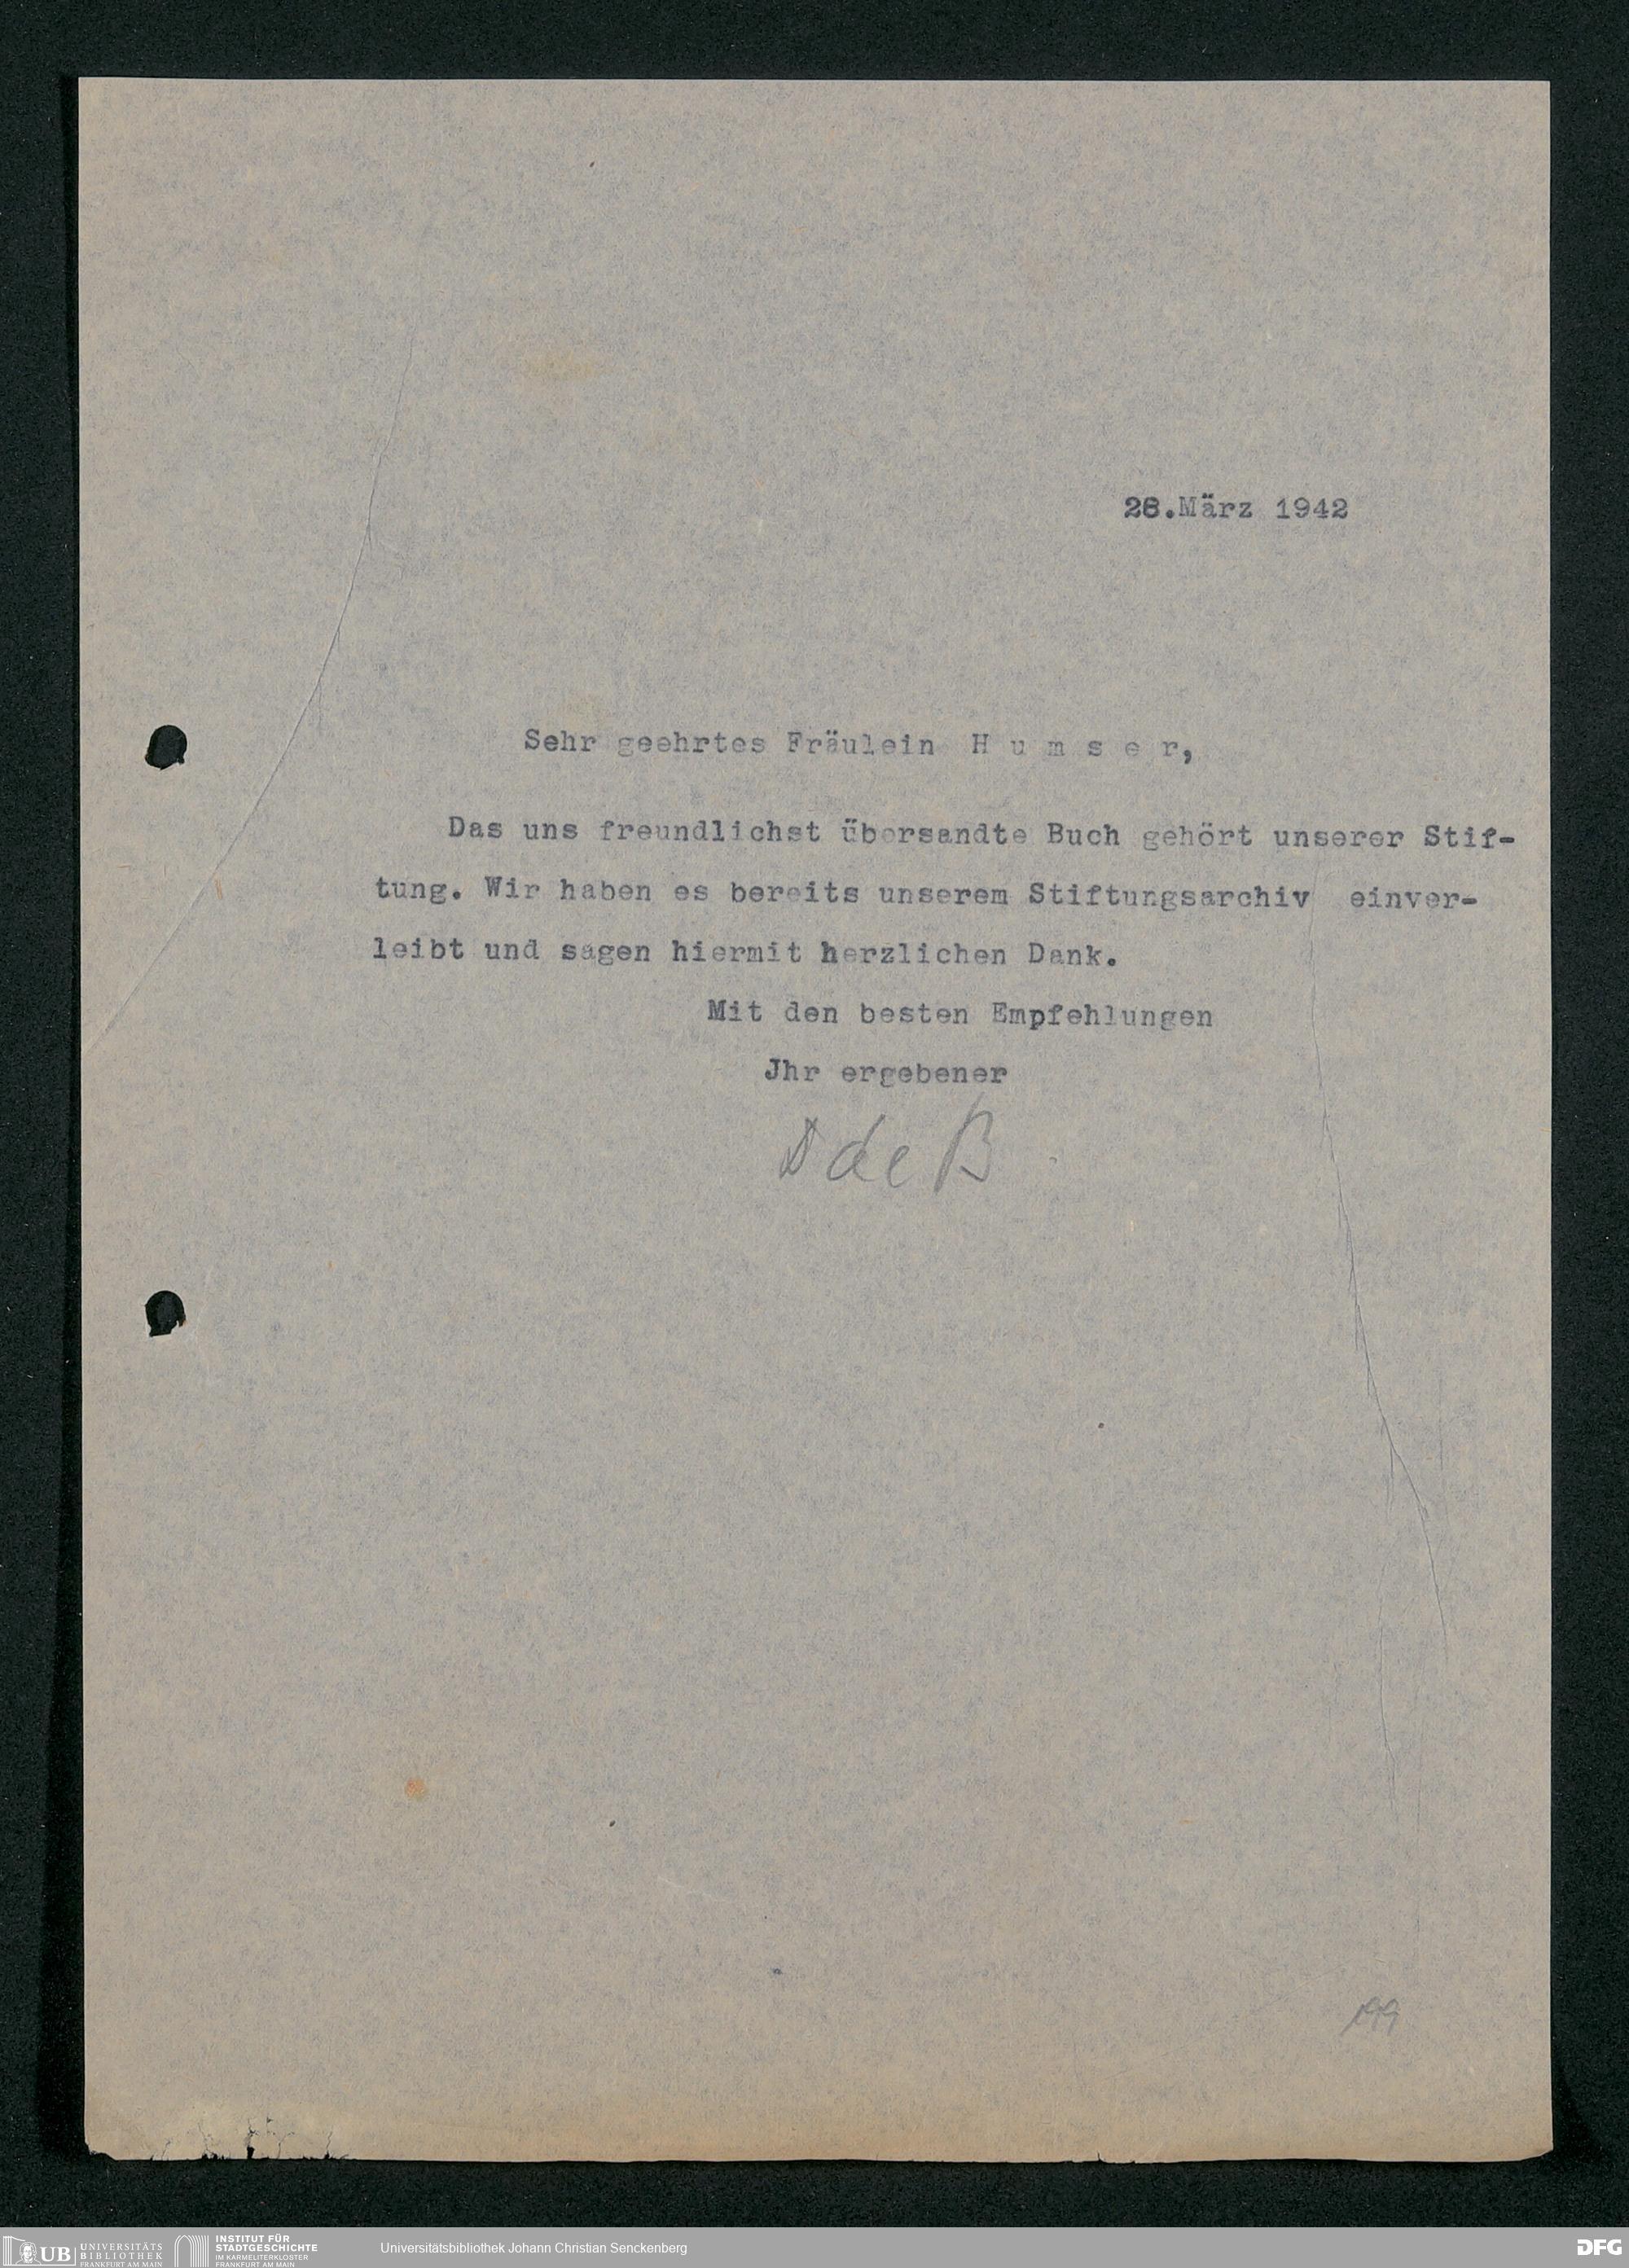 28.März 1942
Sehr geehrtes Fräulein H u m s e r,
Das uns freundlichst übersandte Buch gehört unserer Stif-
tung. Wir haben es bereits unserem Stiftungsarchiv einver-
leibt und sagen hiermit herzlichen Dank.
Mit den besten Empfehlungen
Jhr ergebener
D de B
199
UB UNIVERSITÄTS
BIBLIOTHEK
FRANKFURT AM MAIN
INSTITUT FÜR
STADTGESCHICHTE
IM KARMELITERKLOSTER
FRANKFURT AM MAIN
Universitätsbibliothek Johann Christian Senckenberg
DFG